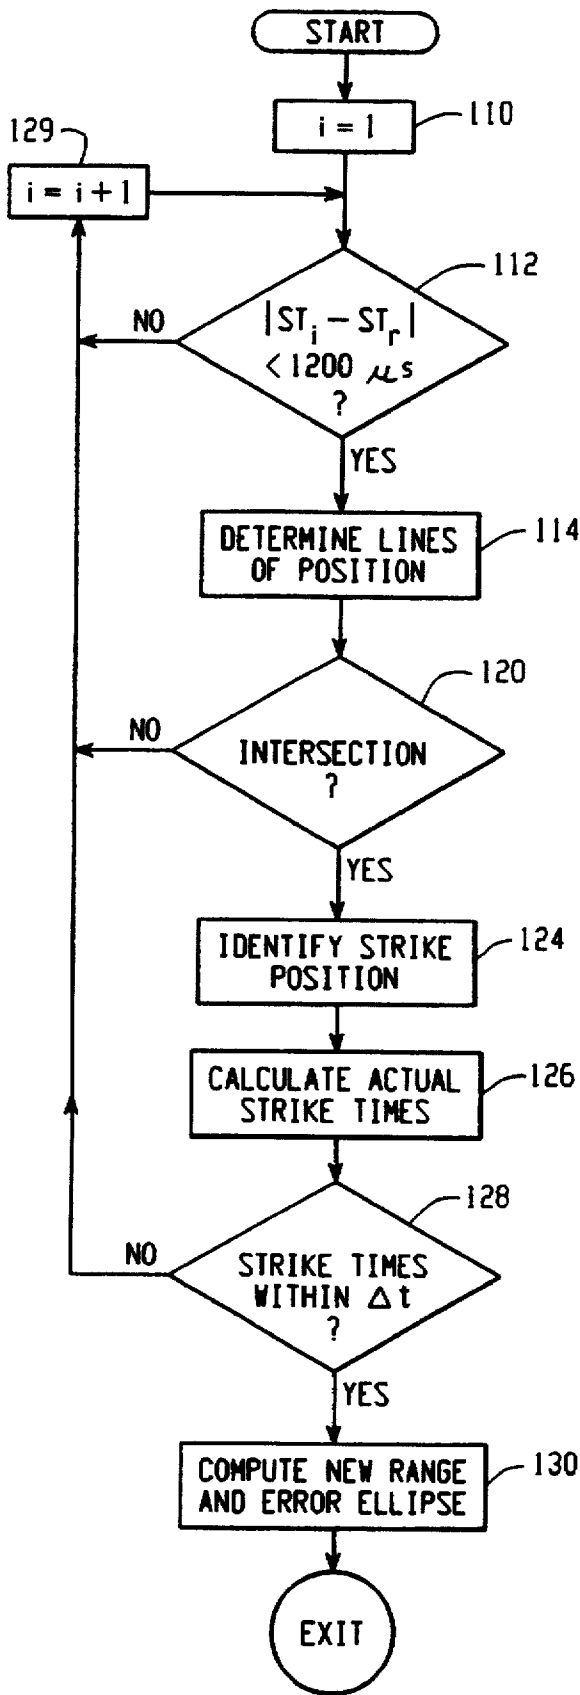 START
i = 1
110
129
i = i + 1
112
|STi – STr|
< 1200 μs
?
NO
YES
DETERMINE LINES
OF POSITION
114
120
NO
INTERSECTION
?
YES
IDENTIFY STRIKE
POSITION
124
CALCULATE ACTUAL
STRIKE TIMES
126
128
NO
STRIKE TIMES
WITHIN Δt
?
YES
COMPUTE NEW RANGE
AND ERROR ELLIPSE
130
EXIT